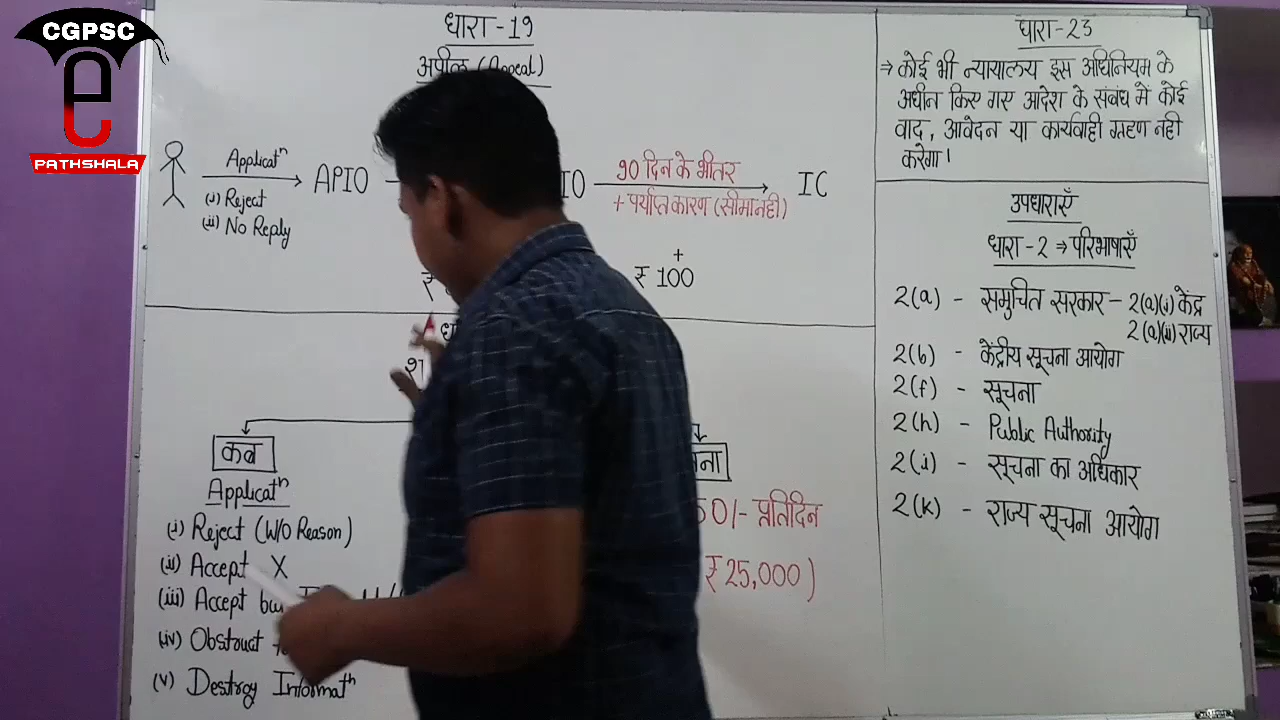 CGPSC
e
PATHSHALA
धारा-19
अपील (Appeal)
Applicatⁿ
(i) Reject
(ii) No Reply
APIO
IO
90 दिन के भीतर
+ पर्याप्त कारण (सीमा नही)
IC
₹
+
₹ 100
कब
Applicatⁿ
(i) Reject (W/O Reason)
(ii) Accept X
(iii) Accept but
(iv) Obstruct
(v) Destroy Informatⁿ
50/- प्रतिदिन
₹ 25,000)
धारा-23
⇒ कोई भी न्यायालय इस अधिनियम के
अधीन किए गए आदेश के संबंध में कोई
वाद, आवेदन या कार्यवाही ग्रहण नही
करेगा।
उपधाराएँ
धारा-2 ⇒ परिभाषाएँ
2(a) - समुचित सरकार - 2(a)(i) केंद्र
2(a)(ii) राज्य
2(b) - केंद्रीय सूचना आयोग
2(f) - सूचना
2(h) - Public Authority
2(i) - सूचना का अधिकार
2(k) - राज्य सूचना आयोग